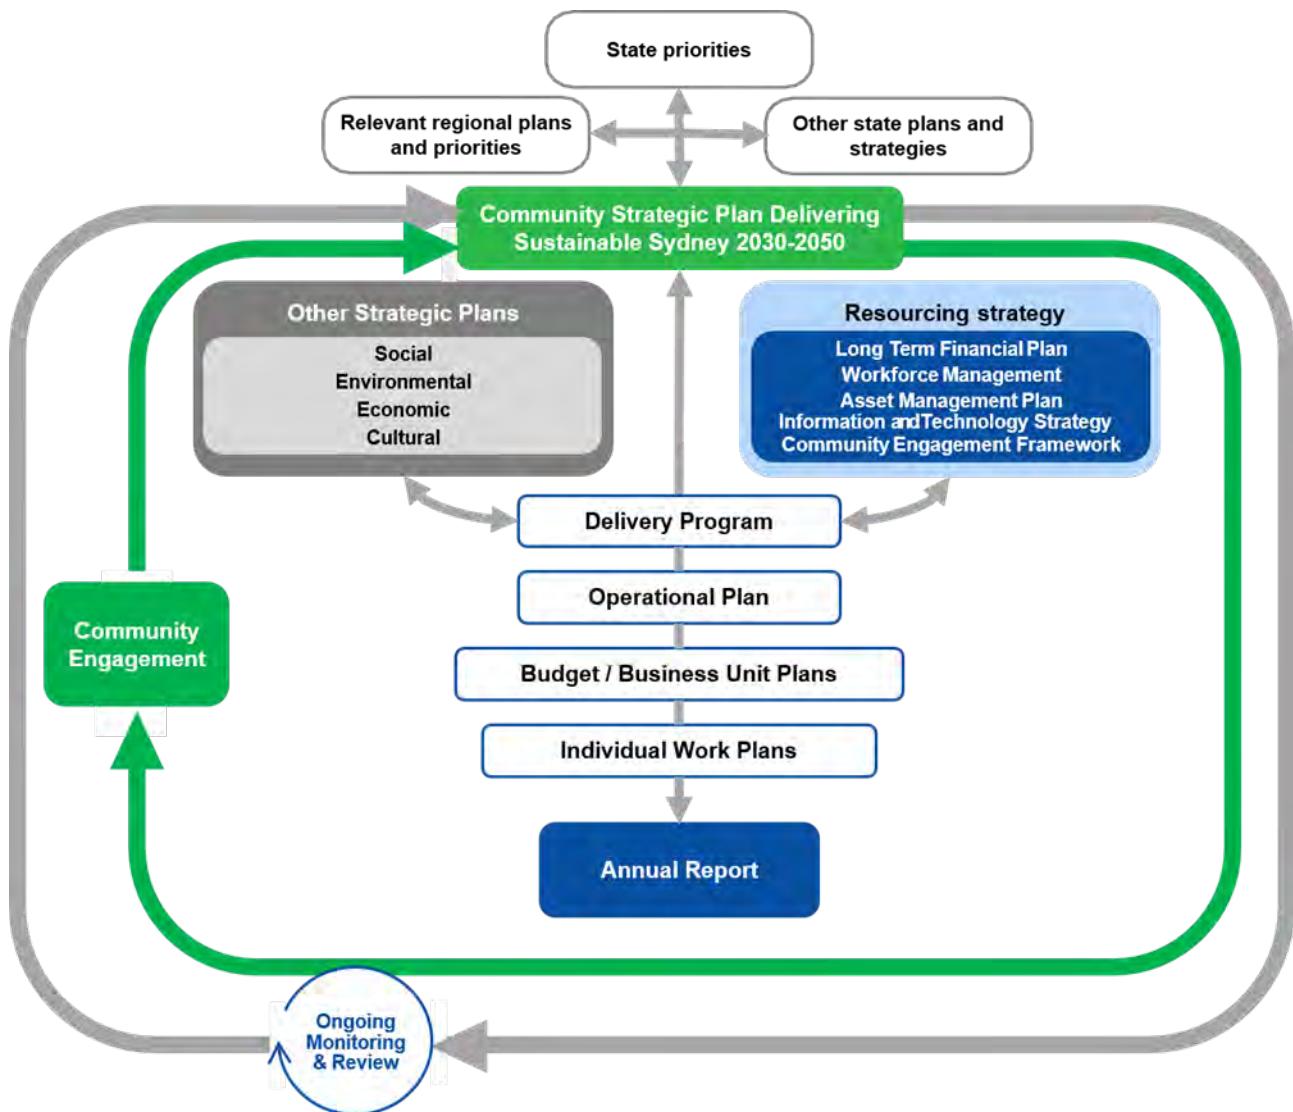 State priorities
Relevant regional plans
and priorities
Other state plans and
strategies
Community Strategic Plan Delivering
Sustainable Sydney 2030-2050
Other Strategic Plans
Social
Environmental
Economic
Cultural
Resourcing strategy
Long Term Financial Plan
Workforce Management
Asset Management Plan
Information and Technology Strategy
Community Engagement Framework
Delivery Program
Operational Plan
Community
Engagement
Budget / Business Unit Plans
Individual Work Plans
Annual Report
Ongoing
Monitoring
& Review